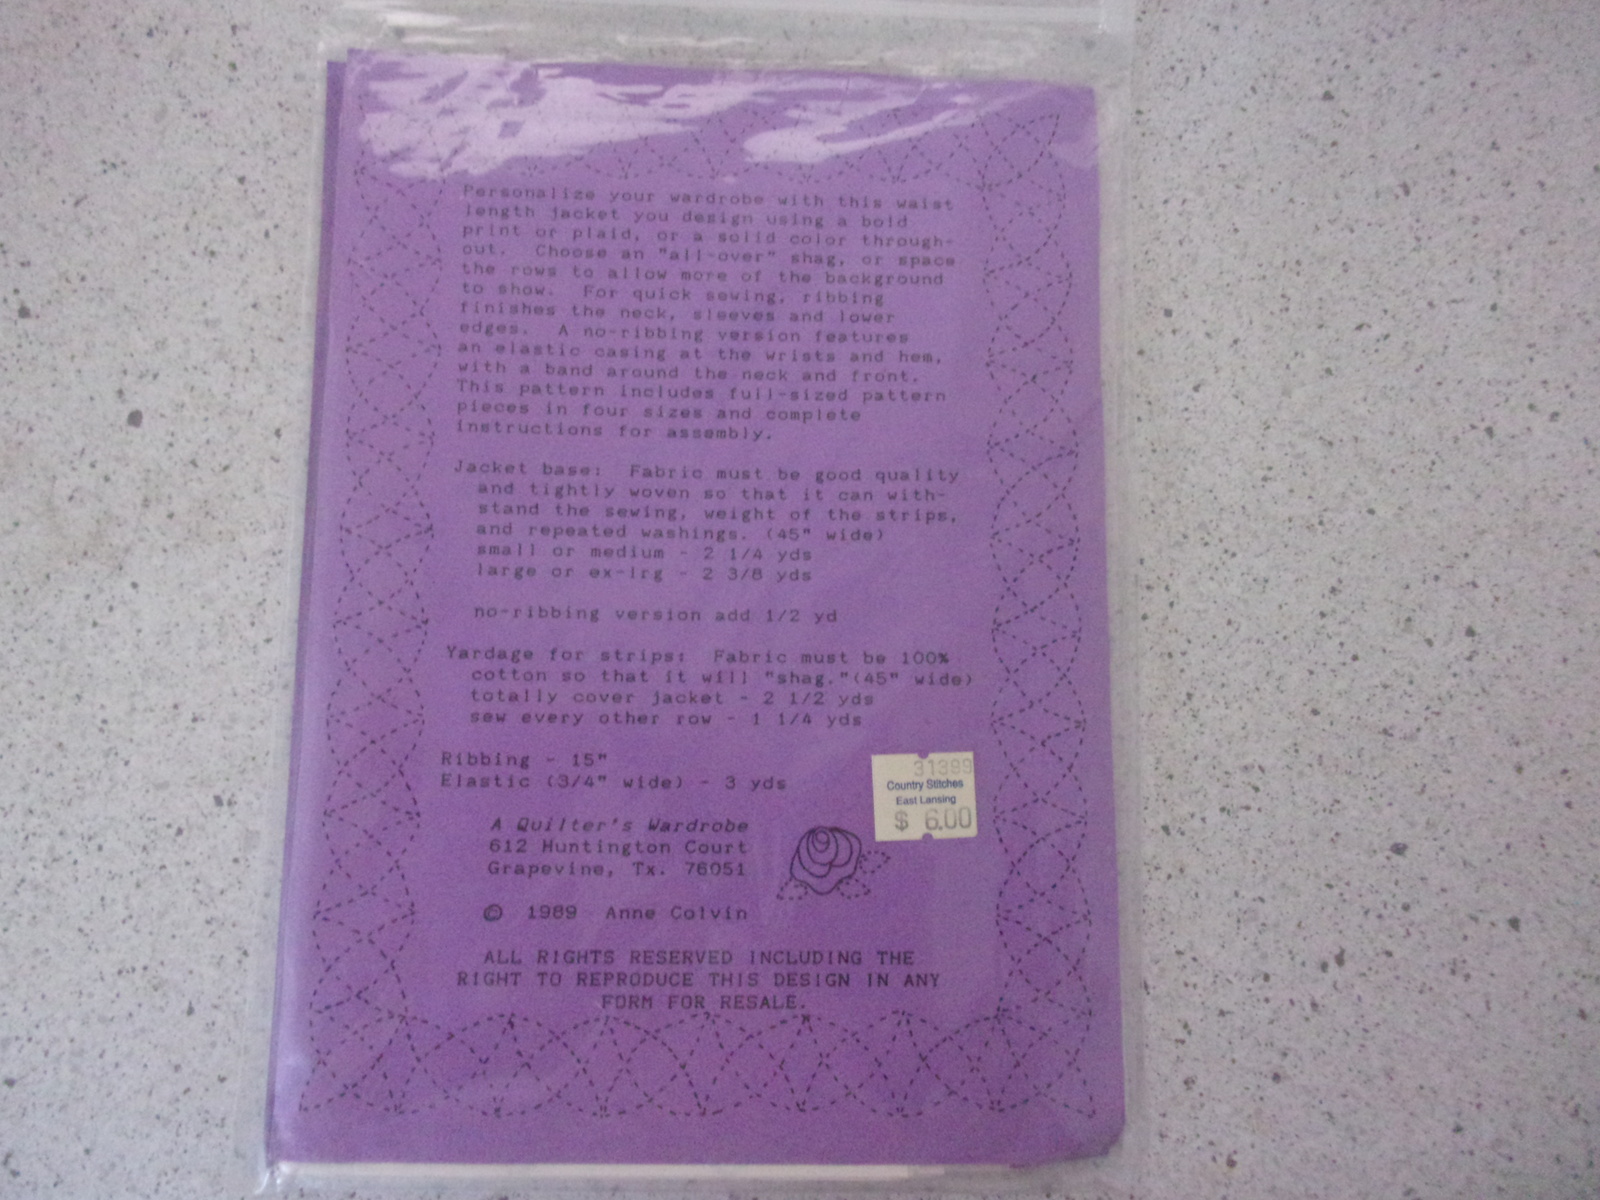 Personalize your wardrobe with this waist
length jacket you design using a bold
print or plaid, or a solid color through-
out.  Choose an "all-over" shag, or space
the rows to allow more of the background
to show.  For quick sewing, ribbing
finishes the neck, sleeves and lower
edges.  A no-ribbing version features
an elastic casing at the wrists and hem,
with a band around the neck and front.
This pattern includes full-sized pattern
pieces in four sizes and complete
instructions for assembly.
Jacket base:  Fabric must be good quality
and tightly woven so that it can with-
stand the sewing, weight of the strips,
and repeated washings. (45" wide)
small or medium - 2 1/4 yds
large or ex-lrg - 2 3/8 yds
no-ribbing version add 1/2 yd
Yardage for strips:  Fabric must be 100%
cotton so that it will "shag."(45" wide)
totally cover jacket - 2 1/2 yds
sew every other row - 1 1/4 yds
Ribbing - 15"
Elastic (3/4" wide) - 3 yds
31399
Country Stitches
East Lansing
$ 6.00
A Quilter's Wardrobe
612 Huntington Court
Grapevine, Tx. 76051
© 1989 Anne Colvin
ALL RIGHTS RESERVED INCLUDING THE
RIGHT TO REPRODUCE THIS DESIGN IN ANY
FORM FOR RESALE.